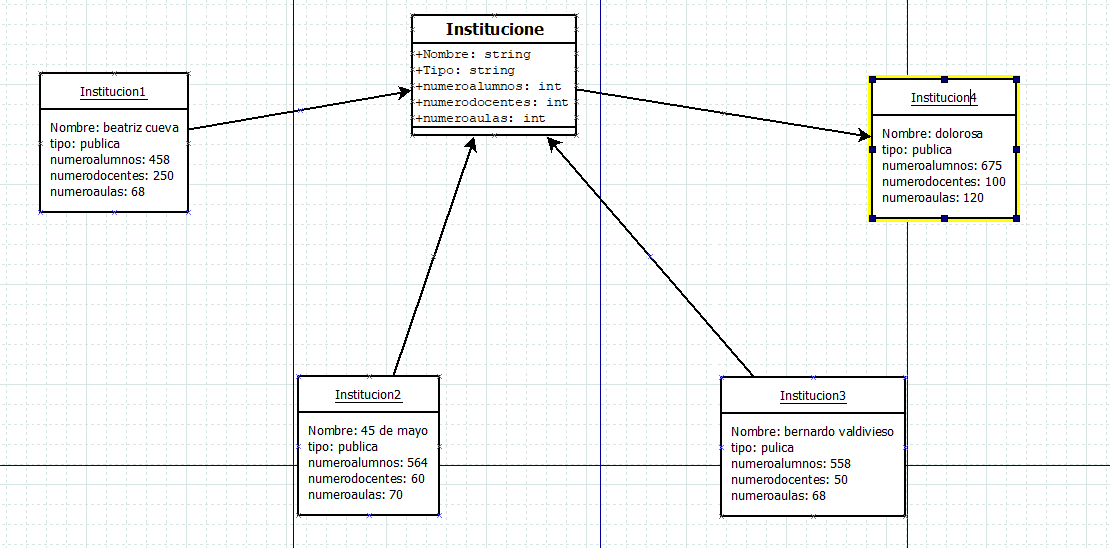 Institucione
+Nombre: string
+Tipo: string
+numeroalumnos: int
+numerodocentes: int
+numeroaulas: int
Institucion1
Nombre: beatriz cueva
tipo: publica
numeroalumnos: 458
numerodocentes: 250
numeroaulas: 68
Institucion4
Nombre: dolorosa
tipo: publica
numeroalumnos: 675
numerodocentes: 100
numeroaulas: 120
Institucion2
Nombre: 45 de mayo
tipo: publica
numeroalumnos: 564
numerodocentes: 60
numeroaulas: 70
Institucion3
Nombre: bernardo valdivieso
tipo: pulica
numeroalumnos: 558
numerodocentes: 50
numeroaulas: 68